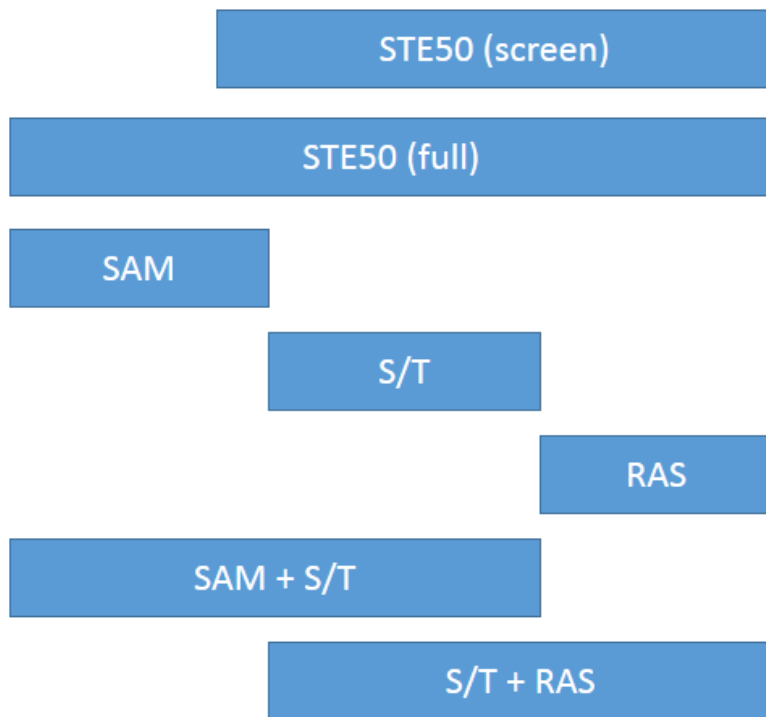 STE50 (screen)
STE50 (full)
SAM
S/T
RAS
SAM + S/T
S/T + RAS